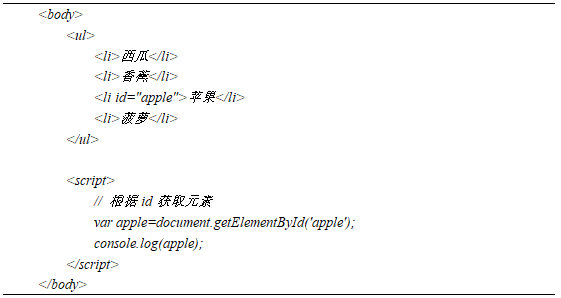 <body>
<ul>
<li>西瓜</li>
<li>香蕉</li>
<li id="apple">苹果</li>
<li>菠萝</li>
</ul>
<script>
// 根据 id 获取元素
var apple=document.getElementById('apple');
console.log(apple);
</script>
</body>